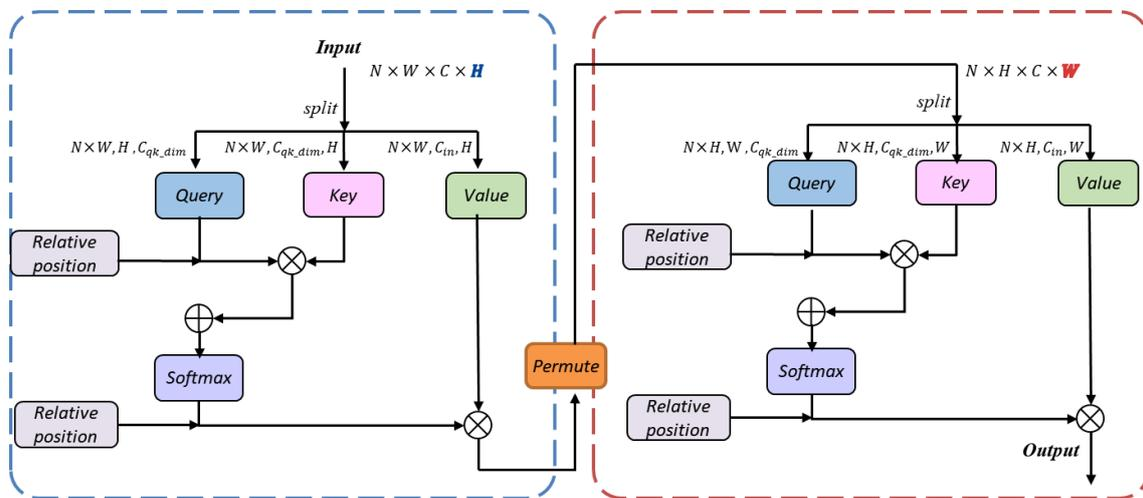 Input
N × W × C × H
split
N×W, H , C_qk_dim
N×W, C_qk_dim, H
N×W, C_in, H
Query
Key
Value
Relative
position
Softmax
Relative
position
Permute
N × H × C × W
split
N×H, W , C_qk_dim
N×H, C_qk_dim, W
N×H, C_in, W
Query
Key
Value
Relative
position
Softmax
Relative
position
Output